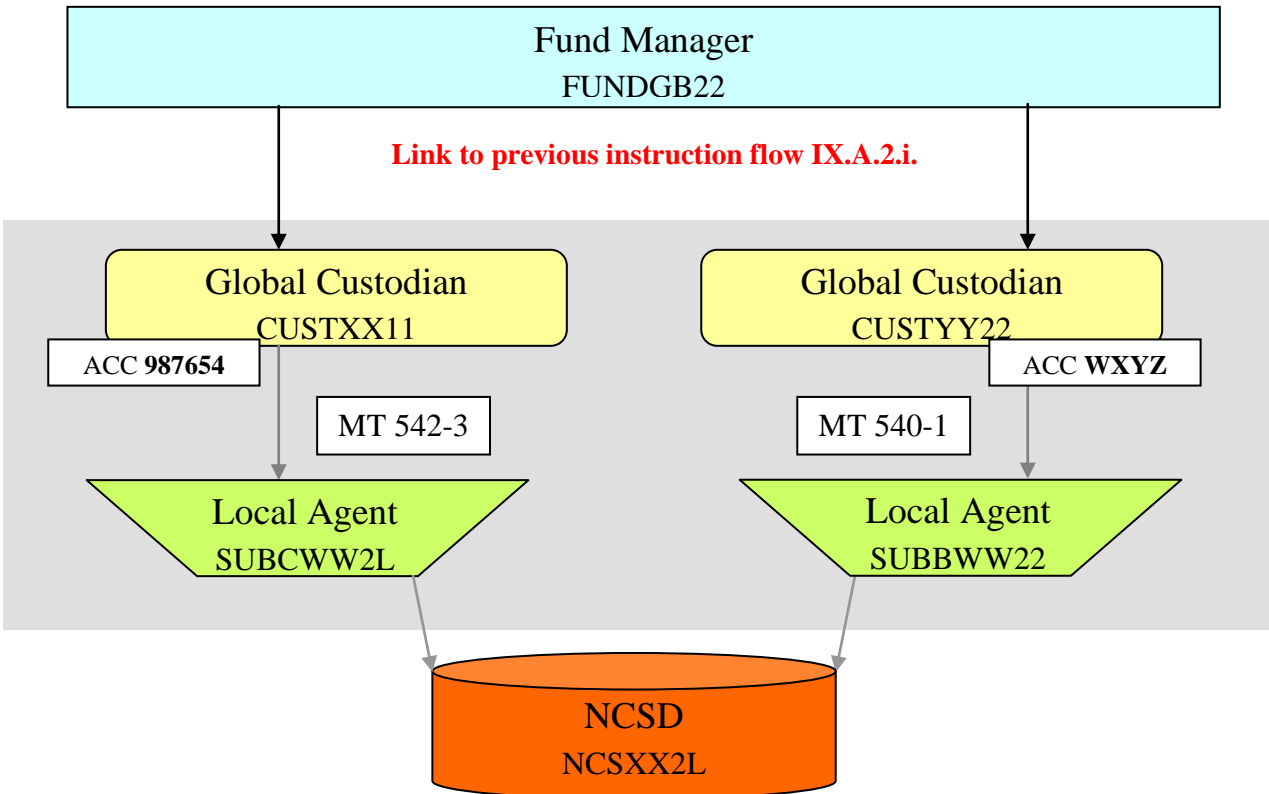 Fund Manager
FUNDGB22
Link to previous instruction flow IX.A.2.i.
Global Custodian
CUSTXX11
Global Custodian
CUSTYY22
ACC 987654
ACC WXYZ
MT 542-3
MT 540-1
Local Agent
SUBCWW2L
Local Agent
SUBBWW22
NCSD
NCSXX2L